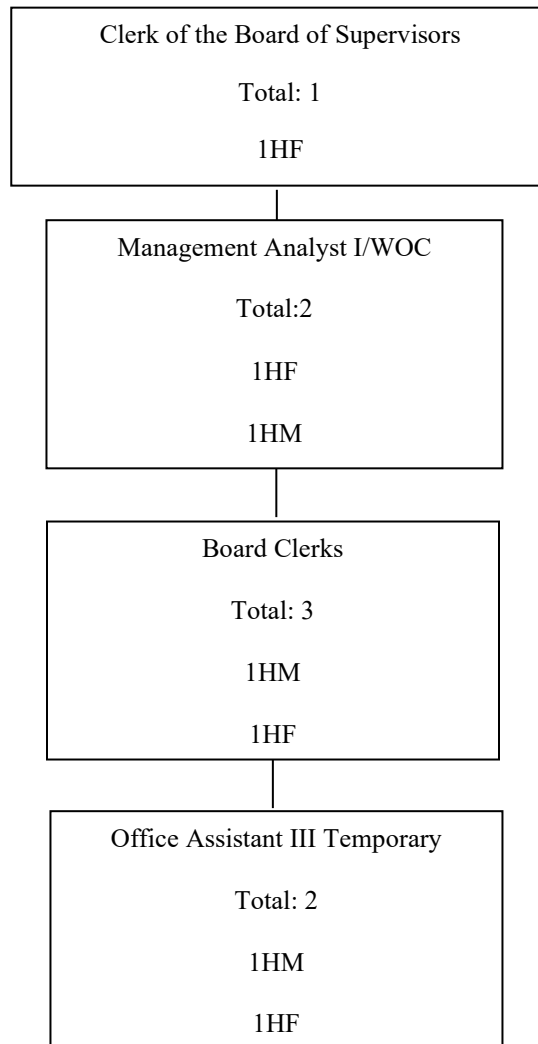 Clerk of the Board of Supervisors
Total: 1
1HF
Management Analyst I/WOC
Total:2
1HF
1HM
Board Clerks
Total: 3
1HM
1HF
Office Assistant III Temporary
Total: 2
1HM
1HF